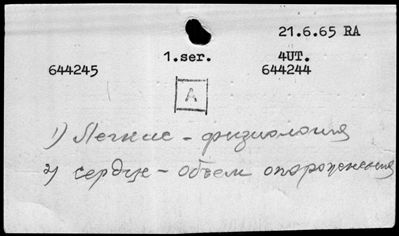 21.6.65 RA
1.ser. 4UT.
644245 644244
А
1) Легкие - физиология
2) сердце - объем опорожнения